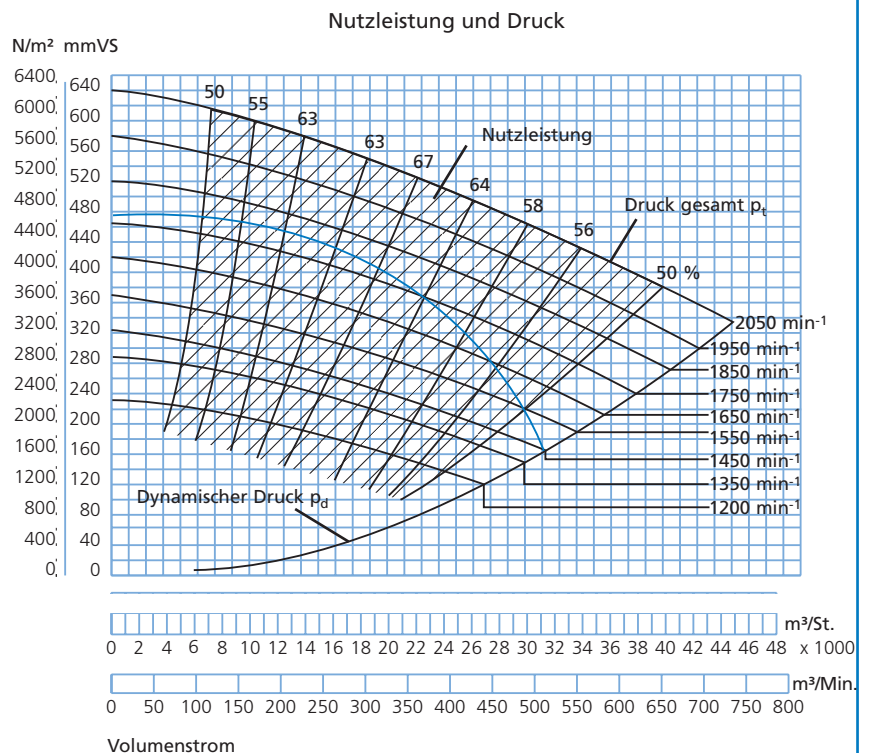 Nutzleistung und Druck
N/m² mmVS
6400, 640
6000, 600
5600 560
5200, 520
4800, 480
4400, 440
4000, 400
3600 360
3200, 320
2800, 280
2400, 240
2000, 200
1600, 160
1200, 120
800, 80
400, 40
0, 0
50 55 63 63 67 64 58 56 50 %
Nutzleistung
Druck gesamt pt
2050 min-1
1950 min-1
1850 min-1
1750 min-1
1650 min-1
1550 min-1
1450 min-1
1350 min-1
1200 min-1
Dynamischer Druck pd
m³/St.
0 2 4 6 8 10 12 14 16 18 20 22 24 26 28 30 32 34 36 38 40 42 44 46 48 x 1000
m³/Min.
0 50 100 150 200 250 300 350 400 450 500 550 600 650 700 750 800
Volumenstrom